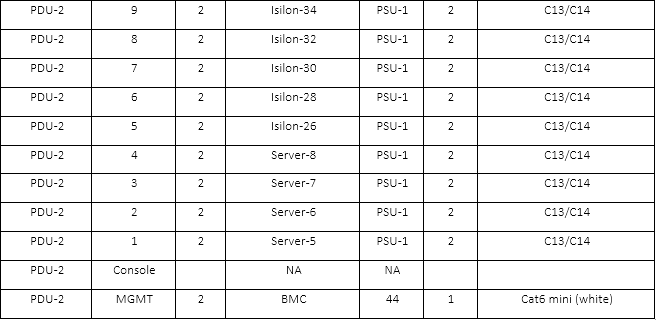 PDU-2 9 2 Isilon-34 PSU-1 2 C13/C14
PDU-2 8 2 Isilon-32 PSU-1 2 C13/C14
PDU-2 7 2 Isilon-30 PSU-1 2 C13/C14
PDU-2 6 2 Isilon-28 PSU-1 2 C13/C14
PDU-2 5 2 Isilon-26 PSU-1 2 C13/C14
PDU-2 4 2 Server-8 PSU-1 2 C13/C14
PDU-2 3 2 Server-7 PSU-1 2 C13/C14
PDU-2 2 2 Server-6 PSU-1 2 C13/C14
PDU-2 1 2 Server-5 PSU-1 2 C13/C14
PDU-2 Console NA NA
PDU-2 MGMT 2 BMC 44 1 Cat6 mini (white)